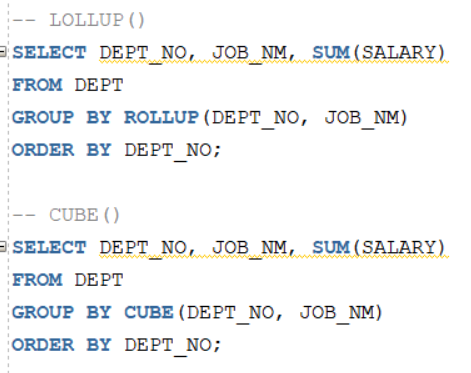 -- LOLLUP()
SELECT DEPT_NO, JOB_NM, SUM(SALARY)
FROM DEPT
GROUP BY ROLLUP(DEPT_NO, JOB_NM)
ORDER BY DEPT_NO;
-- CUBE()
SELECT DEPT_NO, JOB_NM, SUM(SALARY)
FROM DEPT
GROUP BY CUBE(DEPT_NO, JOB_NM)
ORDER BY DEPT_NO;